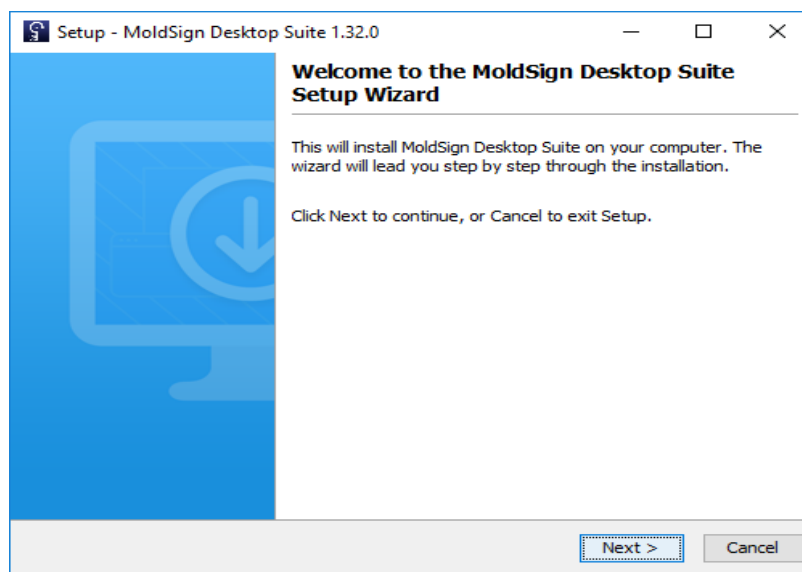 Setup - MoldSign Desktop Suite 1.32.0
Welcome to the MoldSign Desktop Suite
Setup Wizard
This will install MoldSign Desktop Suite on your computer. The
wizard will lead you step by step through the installation.
Click Next to continue, or Cancel to exit Setup.
Next >
Cancel